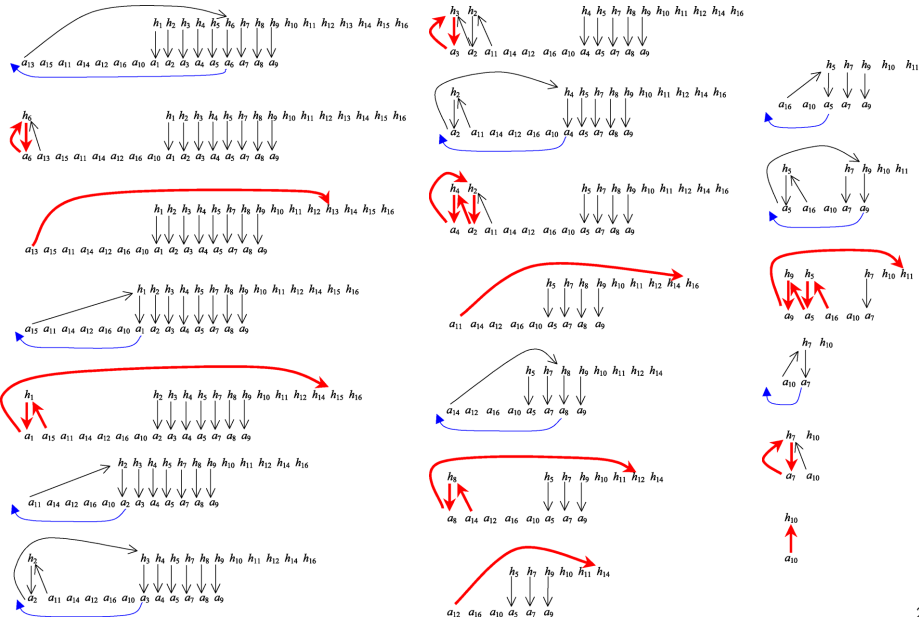 h₁ h₂ h₃ h₄ h₅ h₆ h₇ h₈ h₉ h₁₀ h₁₁ h₁₂ h₁₃ h₁₄ h₁₅ h₁₆
a₁₃ a₁₅ a₁₁ a₁₄ a₁₂ a₁₆ a₁₀ a₁ a₂ a₃ a₄ a₅ a₆ a₇ a₈ a₉
h₆ h₁ h₂ h₃ h₄ h₅ h₇ h₈ h₉ h₁₀ h₁₁ h₁₂ h₁₃ h₁₄ h₁₅ h₁₆
a₆ a₁₃ a₁₅ a₁₁ a₁₄ a₁₂ a₁₆ a₁₀ a₁ a₂ a₃ a₄ a₅ a₇ a₈ a₉
h₁ h₂ h₃ h₄ h₅ h₇ h₈ h₉ h₁₀ h₁₁ h₁₂ h₁₃ h₁₄ h₁₅ h₁₆
a₁₃ a₁₅ a₁₁ a₁₄ a₁₂ a₁₆ a₁₀ a₁ a₂ a₃ a₄ a₅ a₇ a₈ a₉
h₁ h₂ h₃ h₄ h₅ h₇ h₈ h₉ h₁₀ h₁₁ h₁₂ h₁₄ h₁₅ h₁₆
a₁₅ a₁₁ a₁₄ a₁₂ a₁₆ a₁₀ a₁ a₂ a₃ a₄ a₅ a₇ a₈ a₉
h₁ h₂ h₃ h₄ h₅ h₇ h₈ h₉ h₁₀ h₁₁ h₁₂ h₁₄ h₁₅ h₁₆
a₁ a₁₅ a₁₁ a₁₄ a₁₂ a₁₆ a₁₀ a₂ a₃ a₄ a₅ a₇ a₈ a₉
h₂ h₃ h₄ h₅ h₇ h₈ h₉ h₁₀ h₁₁ h₁₂ h₁₄ h₁₆
a₁₁ a₁₄ a₁₂ a₁₆ a₁₀ a₂ a₃ a₄ a₅ a₇ a₈ a₉
h₂ h₃ h₄ h₅ h₇ h₈ h₉ h₁₀ h₁₁ h₁₂ h₁₄ h₁₆
a₂ a₁₁ a₁₄ a₁₂ a₁₆ a₁₀ a₃ a₄ a₅ a₇ a₈ a₉
h₃ h₂ h₄ h₅ h₇ h₈ h₉ h₁₀ h₁₁ h₁₂ h₁₄ h₁₆
a₃ a₂ a₁₁ a₁₄ a₁₂ a₁₆ a₁₀ a₄ a₅ a₇ a₈ a₉
h₂ h₄ h₅ h₇ h₈ h₉ h₁₀ h₁₁ h₁₂ h₁₄ h₁₆
a₂ a₁₁ a₁₄ a₁₂ a₁₆ a₁₀ a₄ a₅ a₇ a₈ a₉
h₄ h₂ h₅ h₇ h₈ h₉ h₁₀ h₁₁ h₁₂ h₁₄ h₁₆
a₄ a₂ a₁₁ a₁₄ a₁₂ a₁₆ a₁₀ a₅ a₇ a₈ a₉
h₅ h₇ h₈ h₉ h₁₀ h₁₁ h₁₂ h₁₄ h₁₆
a₁₁ a₁₄ a₁₂ a₁₆ a₁₀ a₅ a₇ a₈ a₉
h₅ h₇ h₈ h₉ h₁₀ h₁₁ h₁₂ h₁₄
a₁₄ a₁₂ a₁₆ a₁₀ a₅ a₇ a₈ a₉
h₈ h₅ h₇ h₉ h₁₀ h₁₁ h₁₂ h₁₄
a₈ a₁₄ a₁₂ a₁₆ a₁₀ a₅ a₇ a₉
h₅ h₇ h₉ h₁₀ h₁₁ h₁₄
a₁₂ a₁₆ a₁₀ a₅ a₇ a₉
h₅ h₇ h₉ h₁₀ h₁₁
a₁₆ a₁₀ a₅ a₇ a₉
h₅ h₇ h₉ h₁₀ h₁₁
a₅ a₁₆ a₁₀ a₇ a₉
h₉ h₅ h₇ h₁₀ h₁₁
a₉ a₅ a₁₆ a₁₀ a₇
h₇ h₁₀
a₁₀ a₇
h₇ h₁₀
a₇ a₁₀
h₁₀
a₁₀